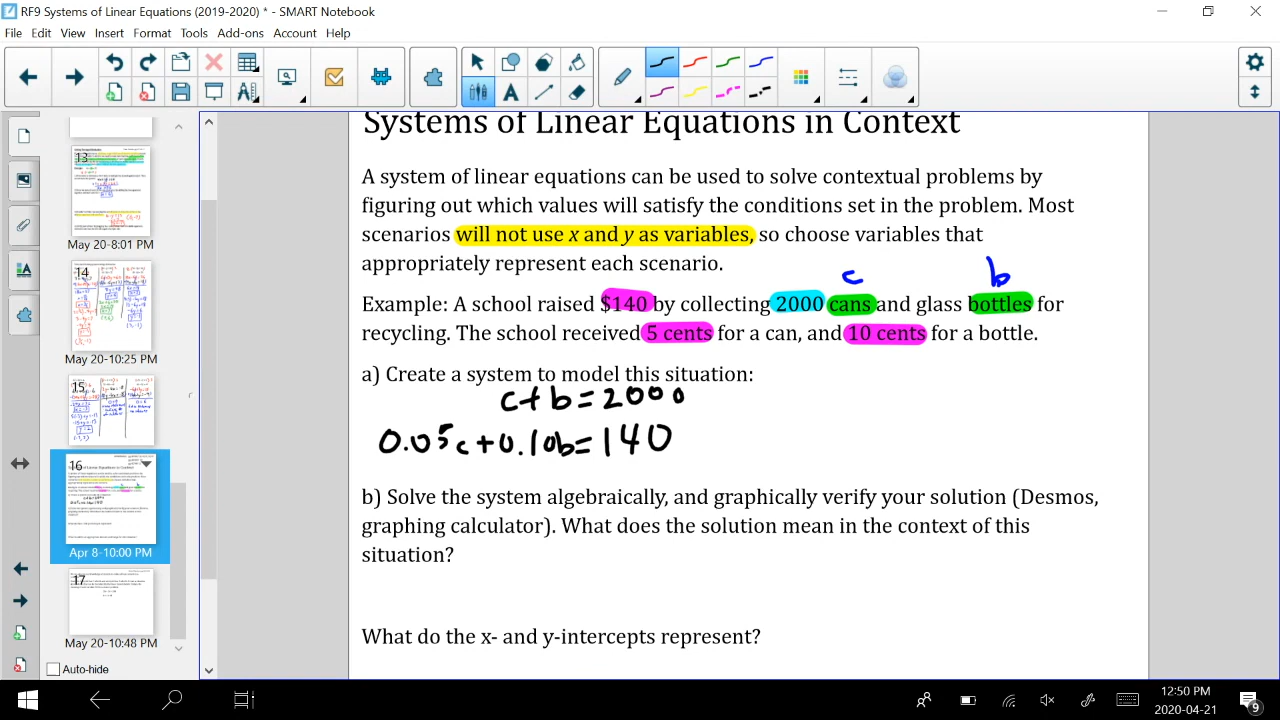 RF9 Systems of Linear Equations (2019-2020) * - SMART Notebook
File Edit View Insert Format Tools Add-ons Account Help
Systems of Linear Equations in Context
A system of linear equations can be used to solve contextual problems by
figuring out which values will satisfy the conditions set in the problem. Most
scenarios will not use x and y as variables, so choose variables that
appropriately represent each scenario.
c b
Example: A school raised $140 by collecting 2000 cans and glass bottles for
recycling. The school received 5 cents for a can, and 10 cents for a bottle.
a) Create a system to model this situation:
c+b=2000
0.05c+0.10b=140
b) Solve the system algebraically, and graphically verify your solution (Desmos,
graphing calculator). What does the solution mean in the context of this
situation?
What do the x- and y-intercepts represent?
13
May 20-8:01 PM
14
May 20-10:25 PM
15
16
Apr 8-10:00 PM
17
May 20-10:48 PM
Auto-hide
12:50 PM
2020-04-21
9